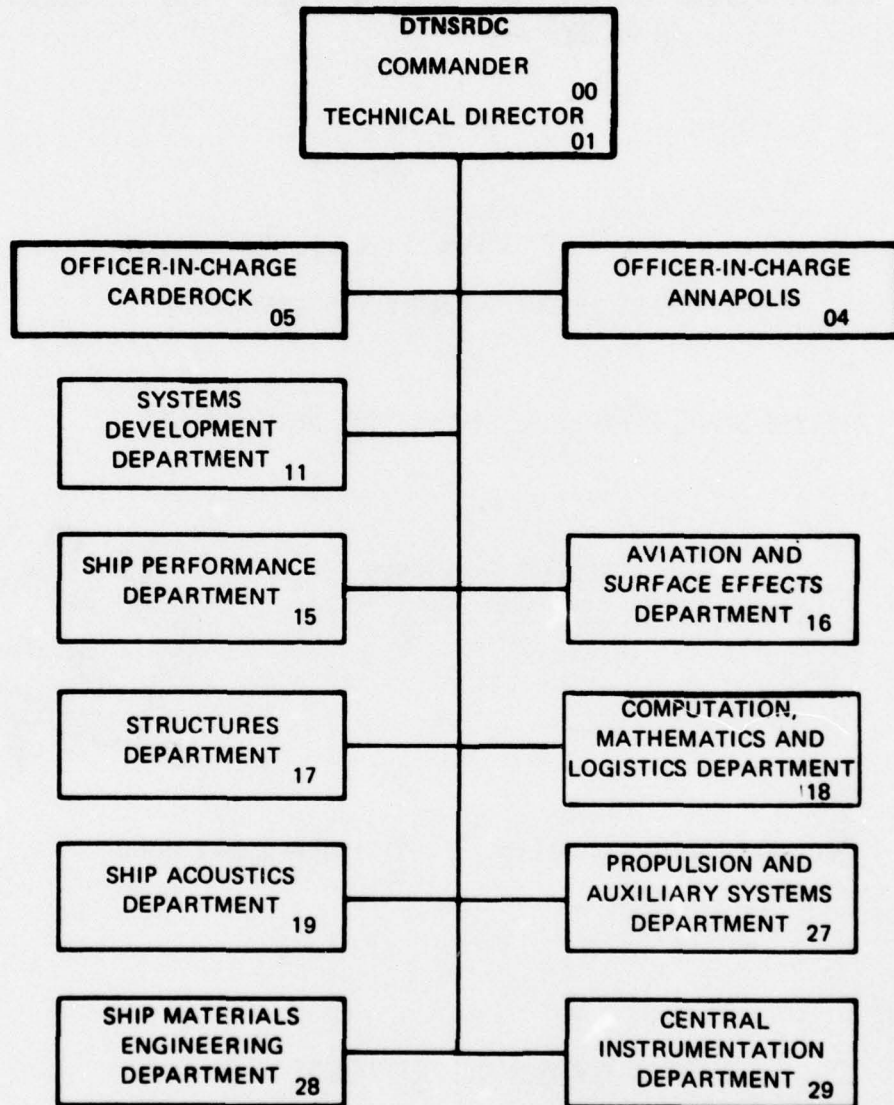 DTNSRDC
COMMANDER
00
TECHNICAL DIRECTOR
01
OFFICER-IN-CHARGE
CARDEROCK
05
OFFICER-IN-CHARGE
ANNAPOLIS
04
SYSTEMS
DEVELOPMENT
DEPARTMENT
11
SHIP PERFORMANCE
DEPARTMENT
15
AVIATION AND
SURFACE EFFECTS
DEPARTMENT
16
STRUCTURES
DEPARTMENT
17
COMPUTATION,
MATHEMATICS AND
LOGISTICS DEPARTMENT
18
SHIP ACOUSTICS
DEPARTMENT
19
PROPULSION AND
AUXILIARY SYSTEMS
DEPARTMENT
27
SHIP MATERIALS
ENGINEERING
DEPARTMENT
28
CENTRAL
INSTRUMENTATION
DEPARTMENT
29